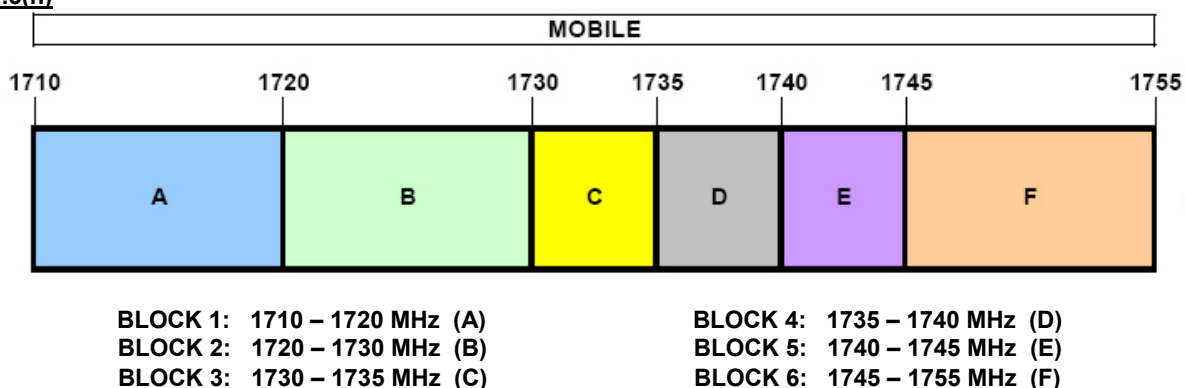 MOBILE
1710 1720 1730 1735 1740 1745 1755
A B C D E F
BLOCK 1: 1710 – 1720 MHz (A) BLOCK 4: 1735 – 1740 MHz (D)
BLOCK 2: 1720 – 1730 MHz (B) BLOCK 5: 1740 – 1745 MHz (E)
BLOCK 3: 1730 – 1735 MHz (C) BLOCK 6: 1745 – 1755 MHz (F)